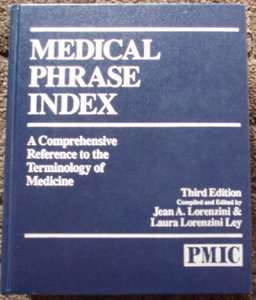 MEDICAL
PHRASE
INDEX
A Comprehensive
Reference to the
Terminology of
Medicine
Third Edition
Compiled and Edited by
Jean A. Lorenzini &
Laura Lorenzini Ley
PMIC